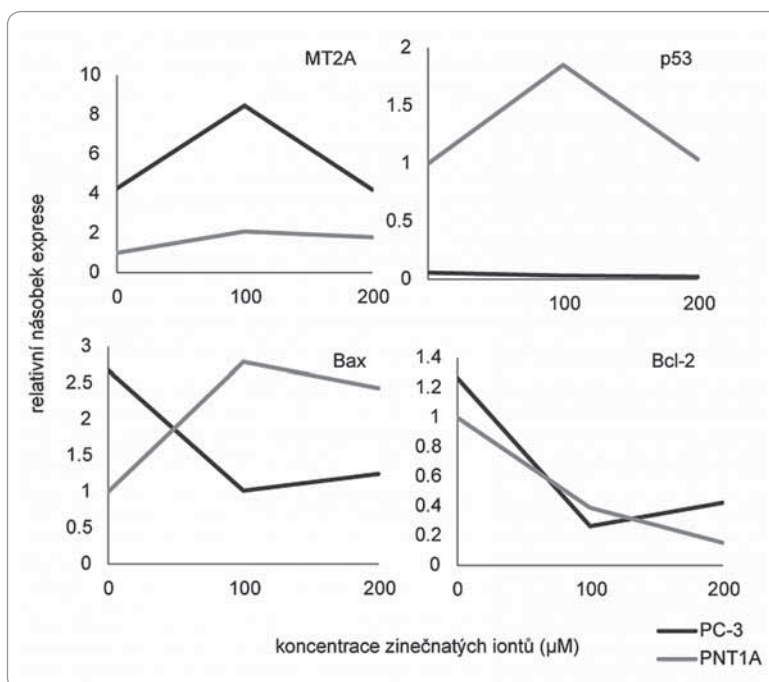 MT2A
10
8
6
4
2
0
0 100 200
p53
2
1.5
1
0.5
0
100 200
relativní násobek exprese
Bax
3
2.5
2
1.5
1
0.5
0
0 100 200
Bcl-2
1.4
1.2
1
0.8
0.6
0.4
0.2
0
0 100 200
koncentrace zinečnatých iontů (µM)
PC-3
PNT1A